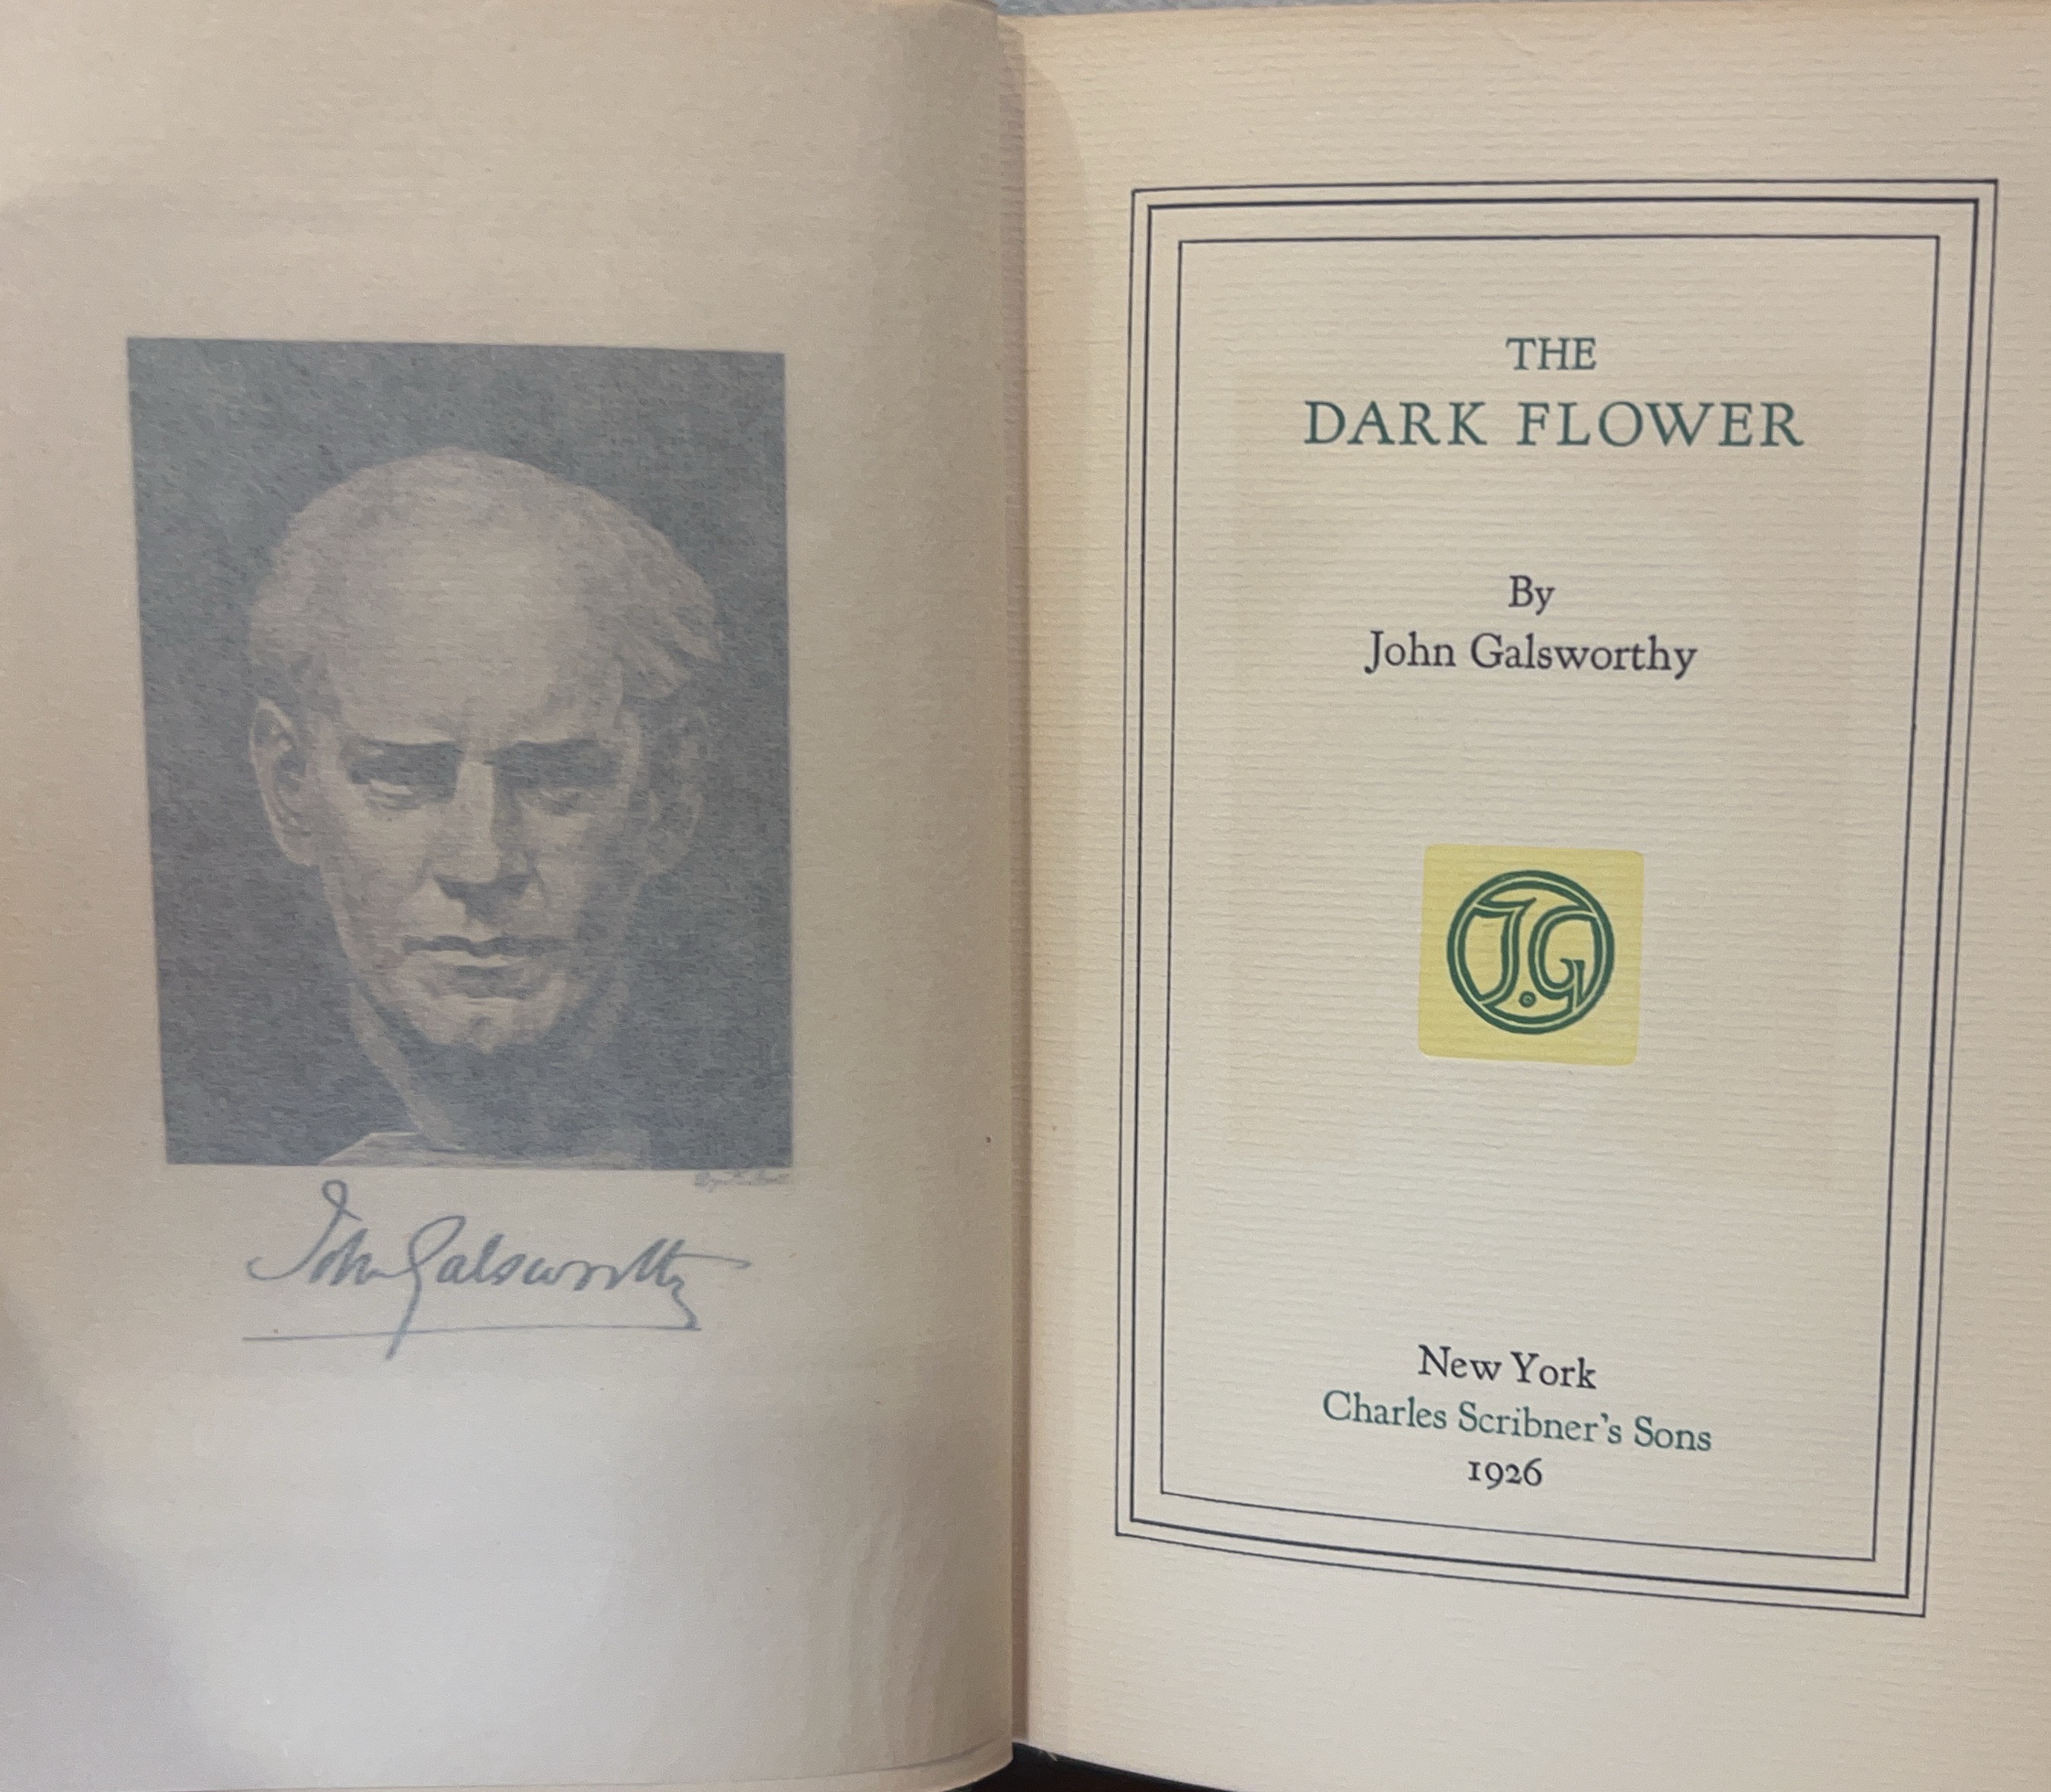 John Galsworthy
THE
DARK FLOWER
By
John Galsworthy
J.G
New York
Charles Scribner's Sons
1926